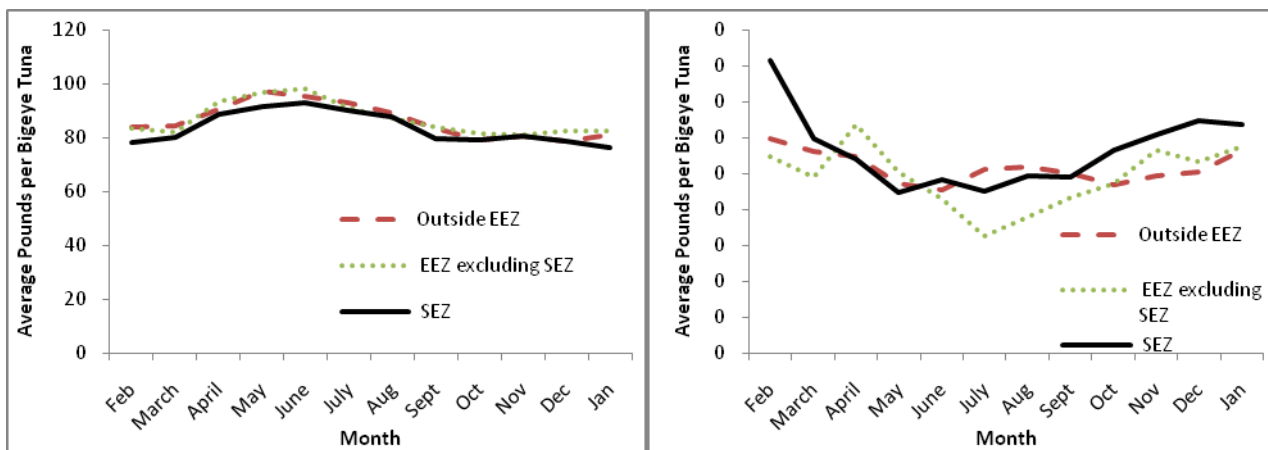 Average Pounds per Bigeye Tuna
120
100
80
60
40
20
0
Outside EEZ
EEZ excluding SEZ
SEZ
Feb
March
April
May
June
July
Aug
Sept
Oct
Nov
Dec
Jan
Month
Average Pounds per Bigeye Tuna
0
0
0
0
0
0
0
0
0
0
Outside EEZ
EEZ excluding
SEZ
SEZ
Feb
March
April
May
June
July
Aug
Sept
Oct
Nov
Dec
Jan
Month